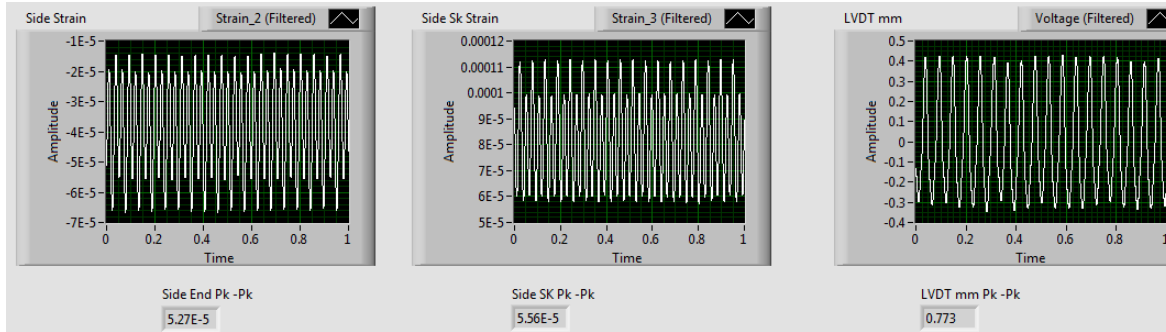 Side Strain
Strain_2 (Filtered)
-1E-5
-2E-5
-3E-5
-4E-5
-5E-5
-6E-5
-7E-5
Amplitude
0 0.2 0.4 0.6 0.8 1
Time
Side End Pk -Pk
5.27E-5
Side Sk Strain
Strain_3 (Filtered)
0.00012
0.00011
0.0001
9E-5
8E-5
7E-5
6E-5
5E-5
Amplitude
0 0.2 0.4 0.6 0.8 1
Time
Side SK Pk -Pk
5.56E-5
LVDT mm
Voltage (Filtered)
0.5
0.4
0.3
0.2
0.1
0
-0.1
-0.2
-0.3
-0.4
Amplitude
0 0.2 0.4 0.6 0.8 1
Time
LVDT mm Pk -Pk
0.773